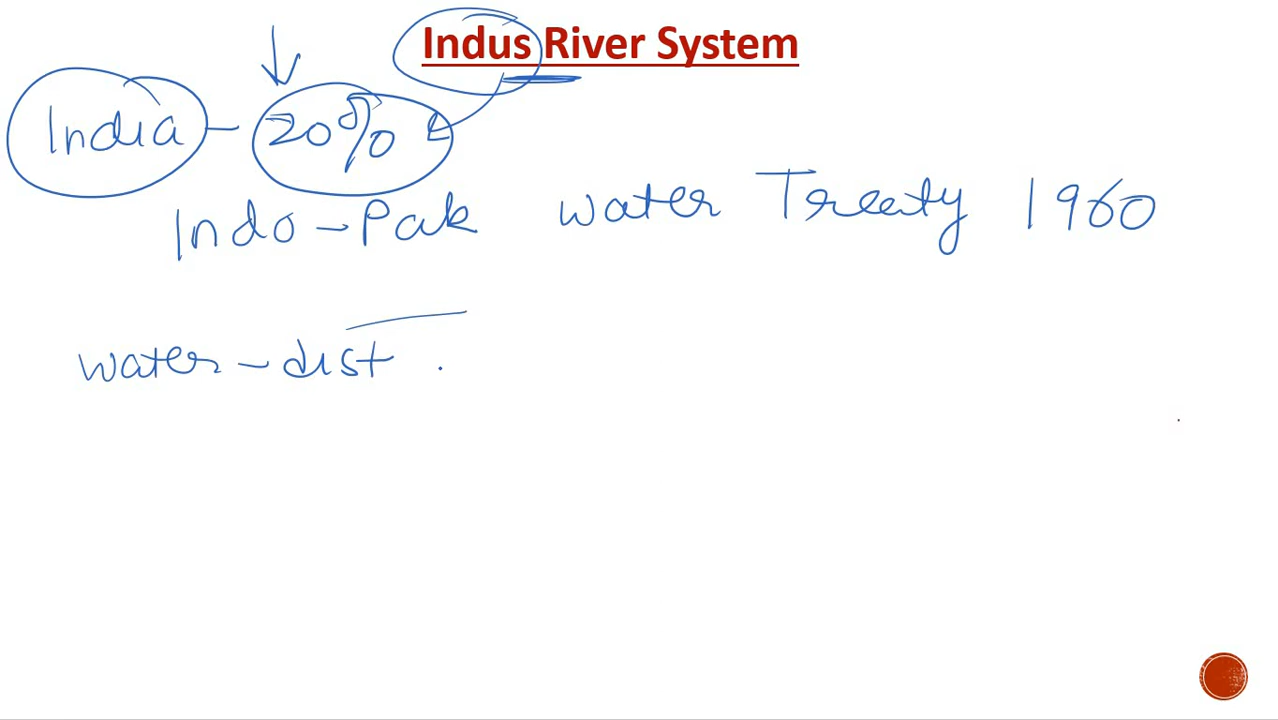 Indus River System
India - 20%
Indo - Pak water Treaty 1960
water - dist .